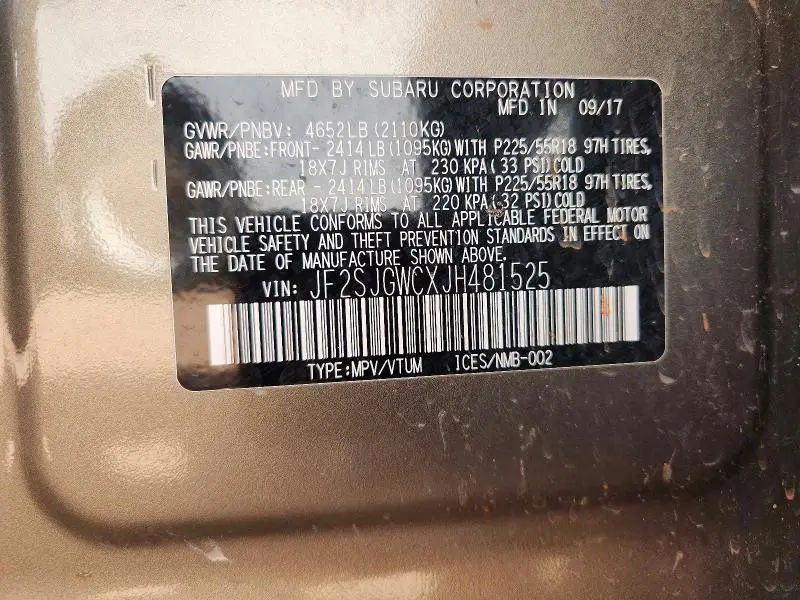 MFD BY SUBARU CORPORATION
MFD IN 09/17
GVWR/PNBV: 4652LB(2110KG)
GAWR/PNBE:FRONT- 2414LB(1095KG)WITH P225/55R18 97H TIRES,
18X7J RIMS AT 230 KPA(33 PSI)COLD
GAWR/PNBE:REAR - 2414LB(1095KG)WITH P225/55R18 97H TIRES,
18X7J RIMS AT 220 KPA(32 PSI)COLD
THIS VEHICLE CONFORMS TO ALL APPLICABLE FEDERAL MOTOR
VEHICLE SAFETY AND THEFT PREVENTION STANDARDS IN EFFECT ON
THE DATE OF MANUFACTURE SHOWN ABOVE.
VIN: JF2SJGWCXJH481525
TYPE:MPV/VTUM ICES/NMB-002